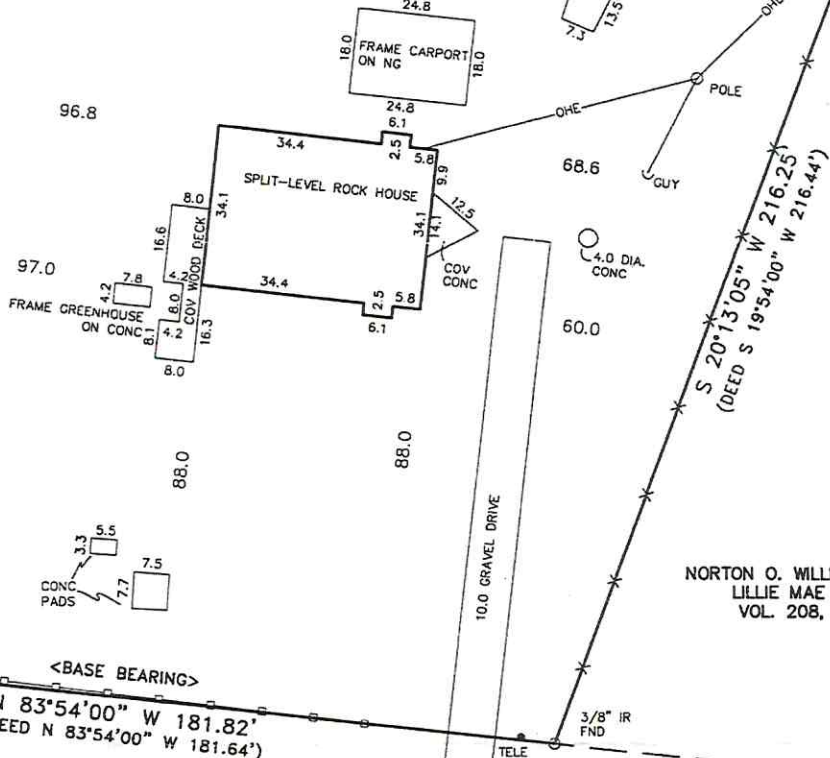 24.8
18.0
FRAME CARPORT
ON NG
18.0
24.8
7.3
13.5
OHE
POLE
OHE
GUY
96.8
6.1
34.4
2.5
5.8
68.6
SPLIT-LEVEL ROCK HOUSE
9.9
34.1
34.1
14.1
12.5
COV
CONC
4.0 DIA.
CONC
8.0
16.6
COV WOOD DECK
97.0
7.8
4.2
4.2
8.0
34.4
2.5
5.8
6.1
FRAME GREENHOUSE
ON CONC
8.1
4.2
16.3
8.0
60.0
S 20°13'05" W 216.25'
(DEED S 19°54'00" W 216.44')
88.0
88.0
10.0 GRAVEL DRIVE
5.5
3.3
7.5
7.7
CONC
PADS
NORTON O. WILL
LILLIE MAE
VOL. 208,
<BASE BEARING>
N 83°54'00" W 181.82'
EED N 83°54'00" W 181.64')
3/8" IR
FND
TELE